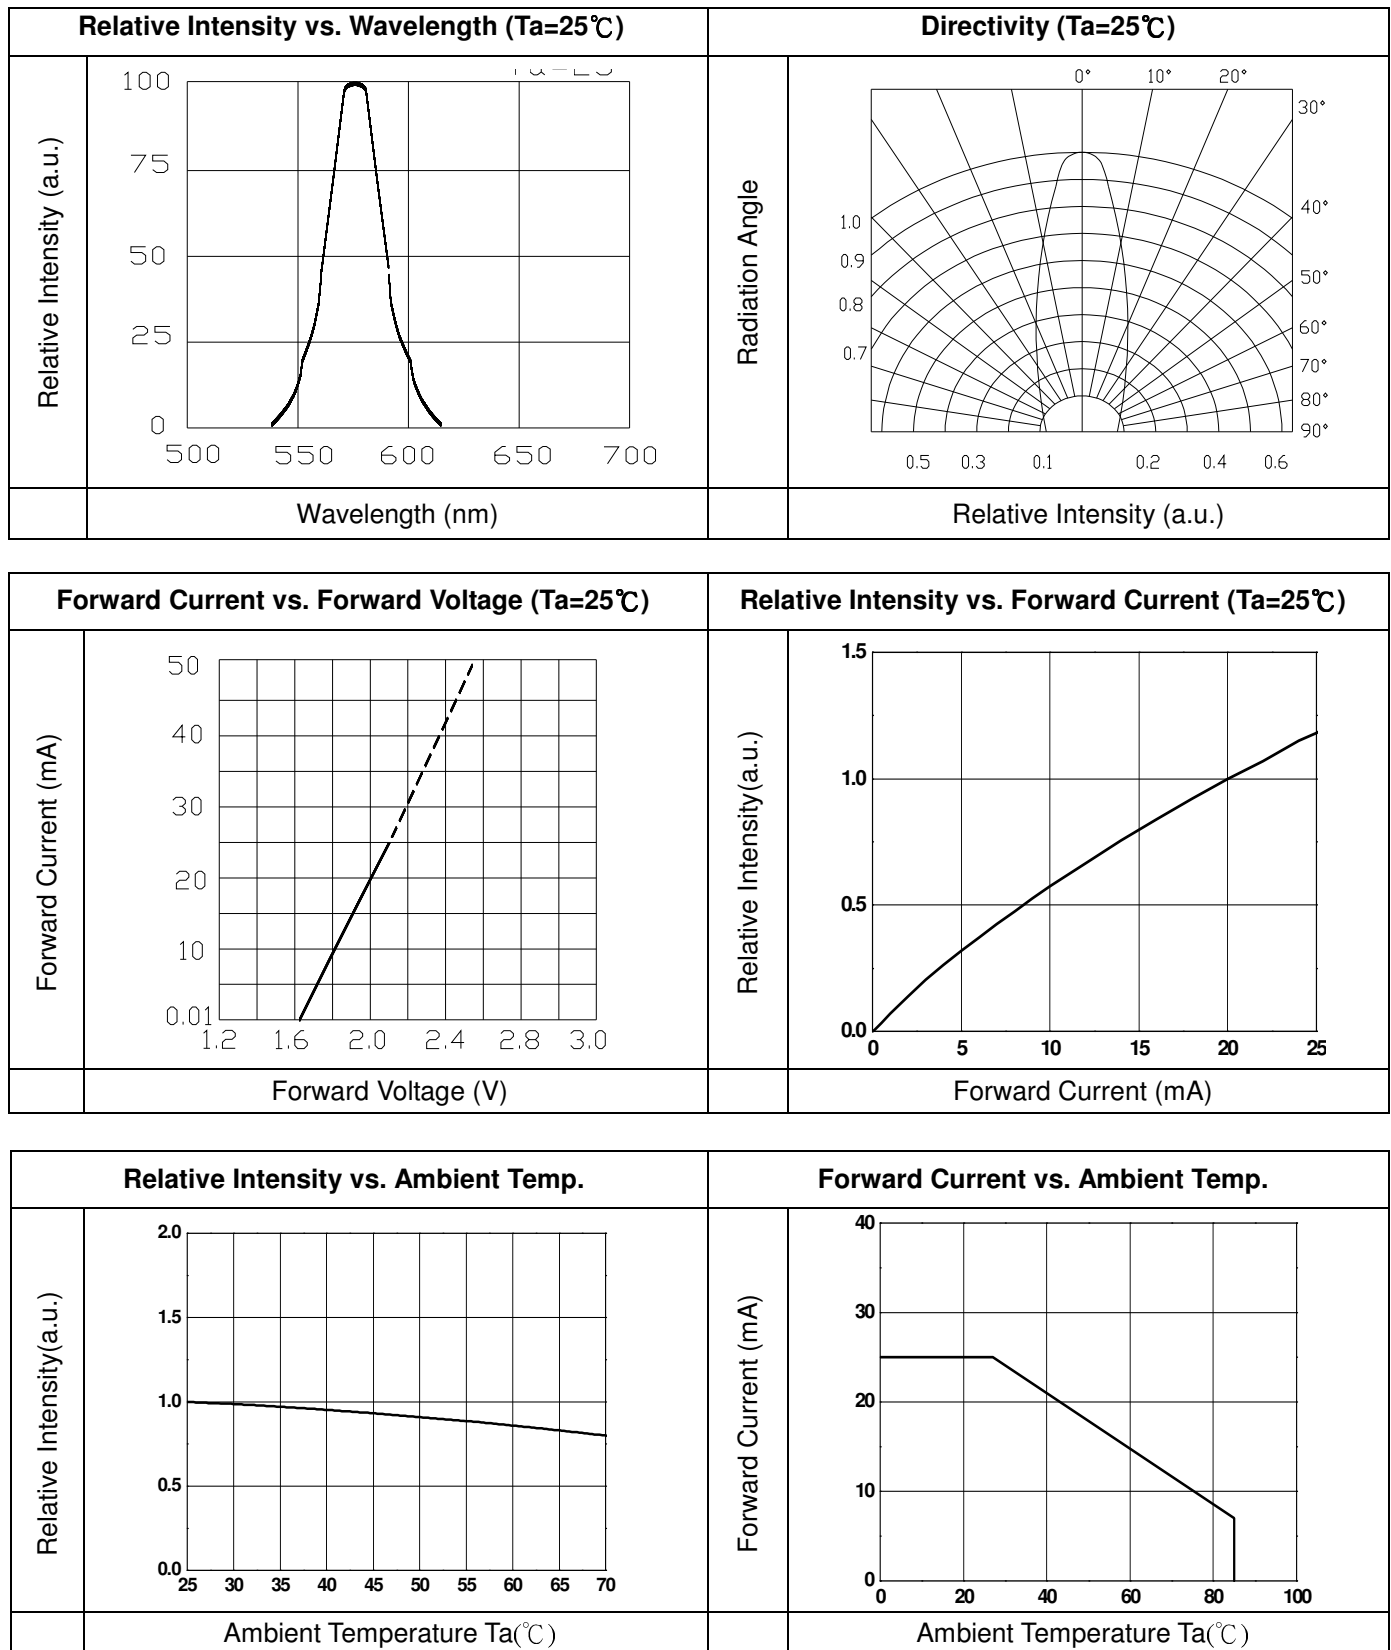 Relative Intensity vs. Wavelength (Ta=25℃)
Directivity (Ta=25℃)
Relative Intensity (a.u.)
100
75
50
25
0
500 550 600 650 700
Wavelength (nm)
Radiation Angle
0° 10° 20°
30°
40°
50°
60°
70°
80°
90°
1.0
0.9
0.8
0.7
0.5 0.3 0.1 0.2 0.4 0.6
Relative Intensity (a.u.)
Forward Current vs. Forward Voltage (Ta=25℃)
Relative Intensity vs. Forward Current (Ta=25℃)
Forward Current (mA)
50
40
30
20
10
0.01
1.2 1.6 2.0 2.4 2.8 3.0
Forward Voltage (V)
Relative Intensity(a.u.)
1.5
1.0
0.5
0.0
0 5 10 15 20 25
Forward Current (mA)
Relative Intensity vs. Ambient Temp.
Forward Current vs. Ambient Temp.
Relative Intensity(a.u.)
2.0
1.5
1.0
0.5
0.0
25 30 35 40 45 50 55 60 65 70
Ambient Temperature Ta(℃)
Forward Current (mA)
40
30
20
10
0
0 20 40 60 80 100
Ambient Temperature Ta(℃)